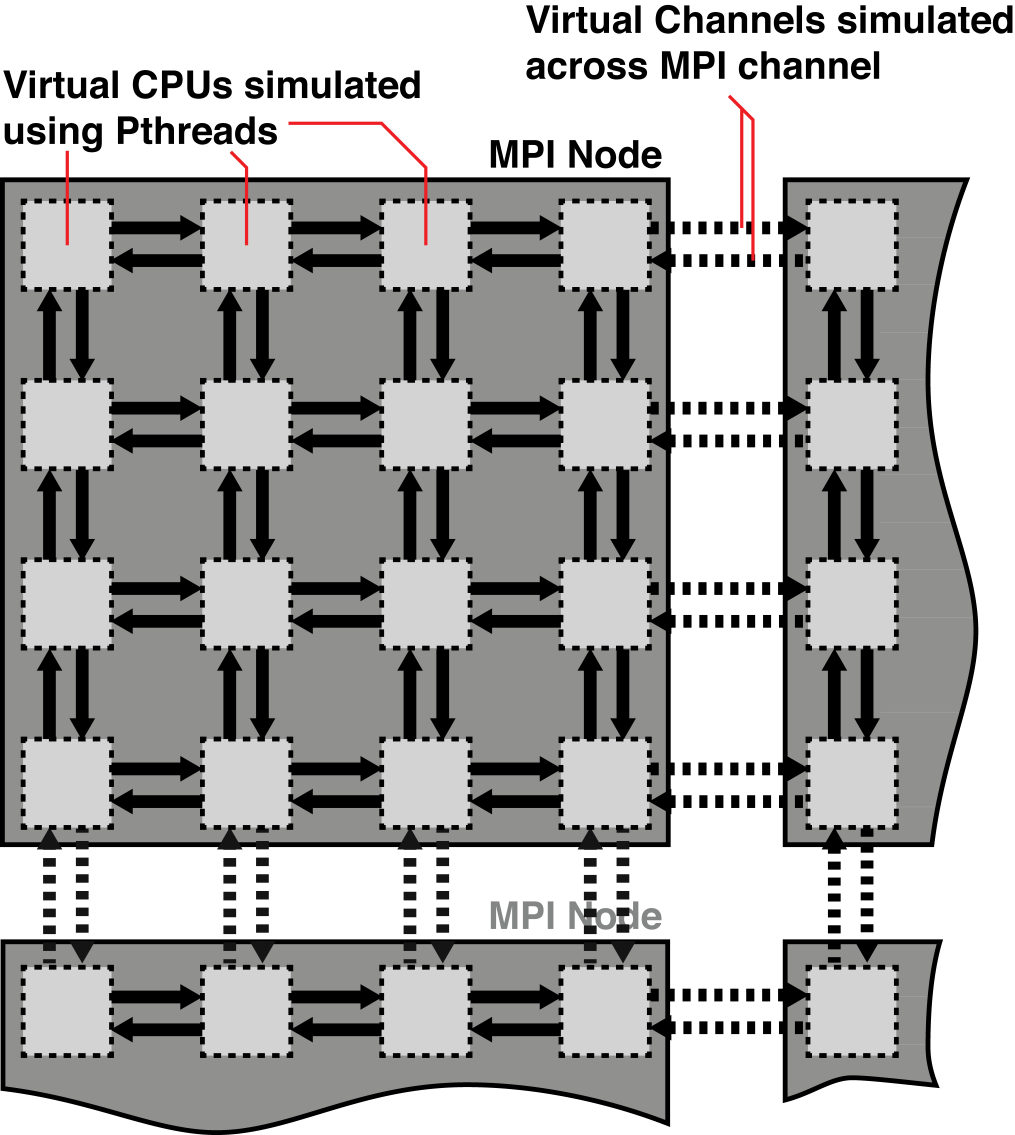 Virtual Channels simulated
across MPI channel
Virtual CPUs simulated
using Pthreads
MPI Node
MPI Node